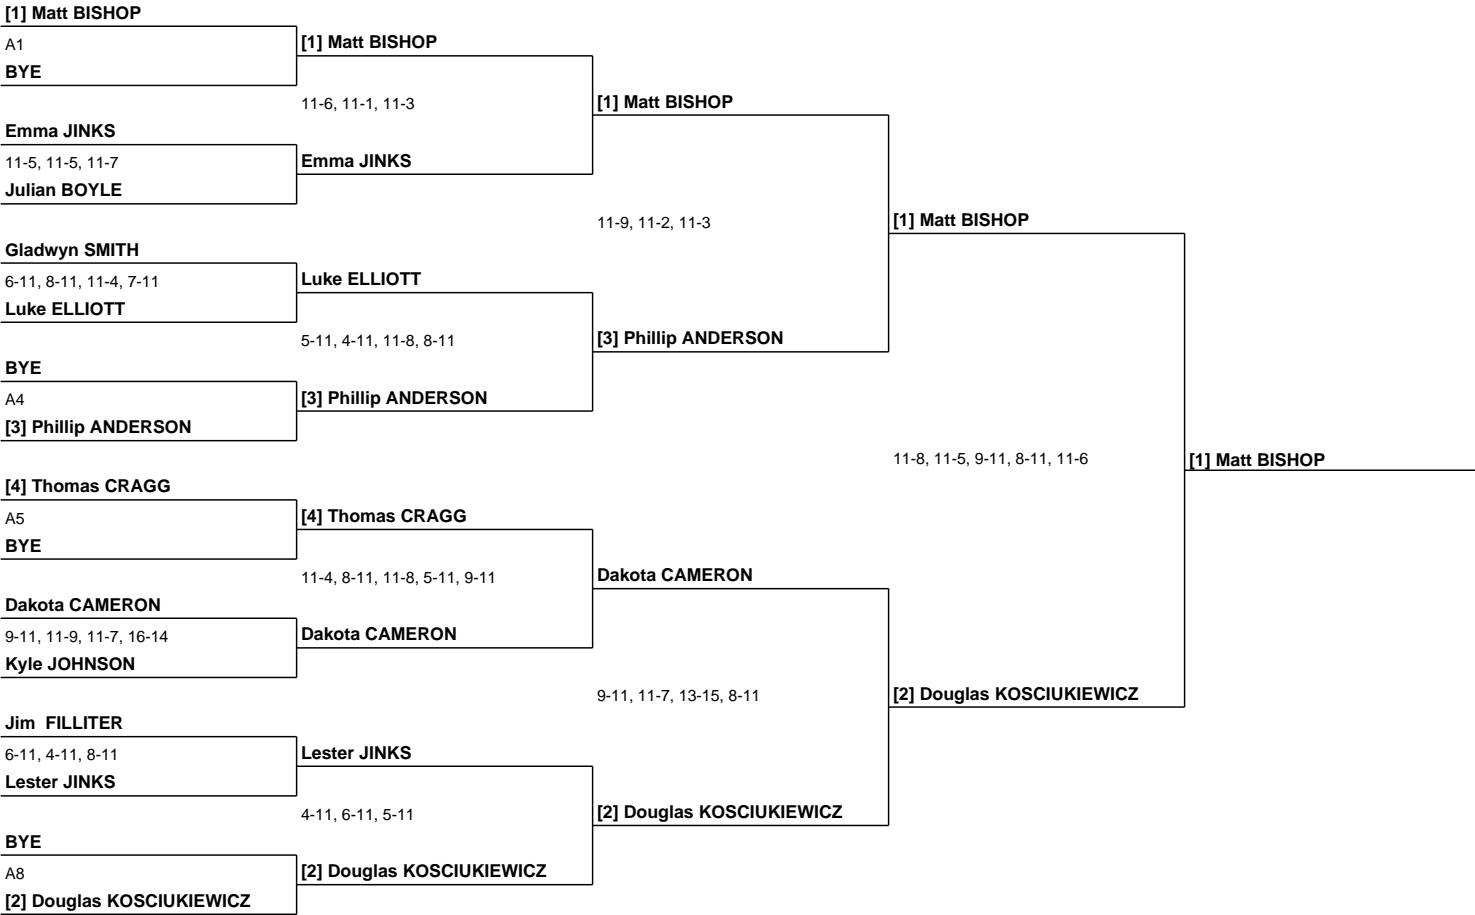 [1] Matt BISHOP
A1
BYE
Emma JINKS
11-5, 11-5, 11-7
Julian BOYLE
Gladwyn SMITH
6-11, 8-11, 11-4, 7-11
Luke ELLIOTT
BYE
A4
[3] Phillip ANDERSON
[4] Thomas CRAGG
A5
BYE
Dakota CAMERON
9-11, 11-9, 11-7, 16-14
Kyle JOHNSON
Jim  FILLITER
6-11, 4-11, 8-11
Lester JINKS
BYE
A8
[2] Douglas KOSCIUKIEWICZ
[1] Matt BISHOP
11-6, 11-1, 11-3
Emma JINKS
Luke ELLIOTT
5-11, 4-11, 11-8, 8-11
[3] Phillip ANDERSON
[4] Thomas CRAGG
11-4, 8-11, 11-8, 5-11, 9-11
Dakota CAMERON
Lester JINKS
4-11, 6-11, 5-11
[2] Douglas KOSCIUKIEWICZ
[1] Matt BISHOP
11-9, 11-2, 11-3
[3] Phillip ANDERSON
Dakota CAMERON
9-11, 11-7, 13-15, 8-11
[2] Douglas KOSCIUKIEWICZ
[1] Matt BISHOP
11-8, 11-5, 9-11, 8-11, 11-6
[2] Douglas KOSCIUKIEWICZ
[1] Matt BISHOP